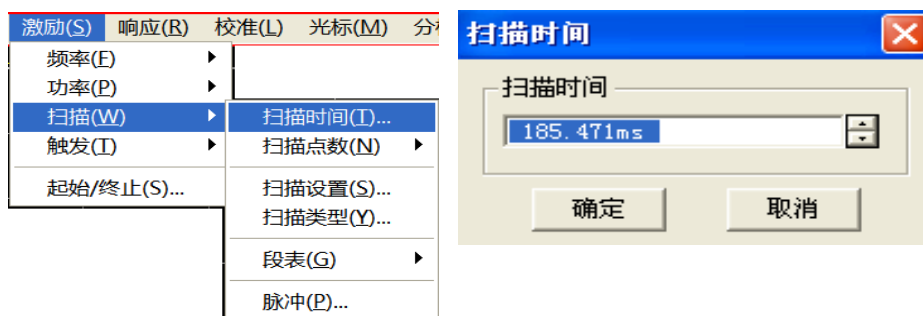 激励(S) 响应(R) 校准(L) 光标(M)
频率(F)
功率(P)
扫描(W)
触发(T)
起始/终止(S)...
扫描时间(T)...
扫描点数(N)
扫描设置(S)...
扫描类型(Y)...
段表(G)
脉冲(P)...
扫描时间
扫描时间
185.471ms
确定 取消